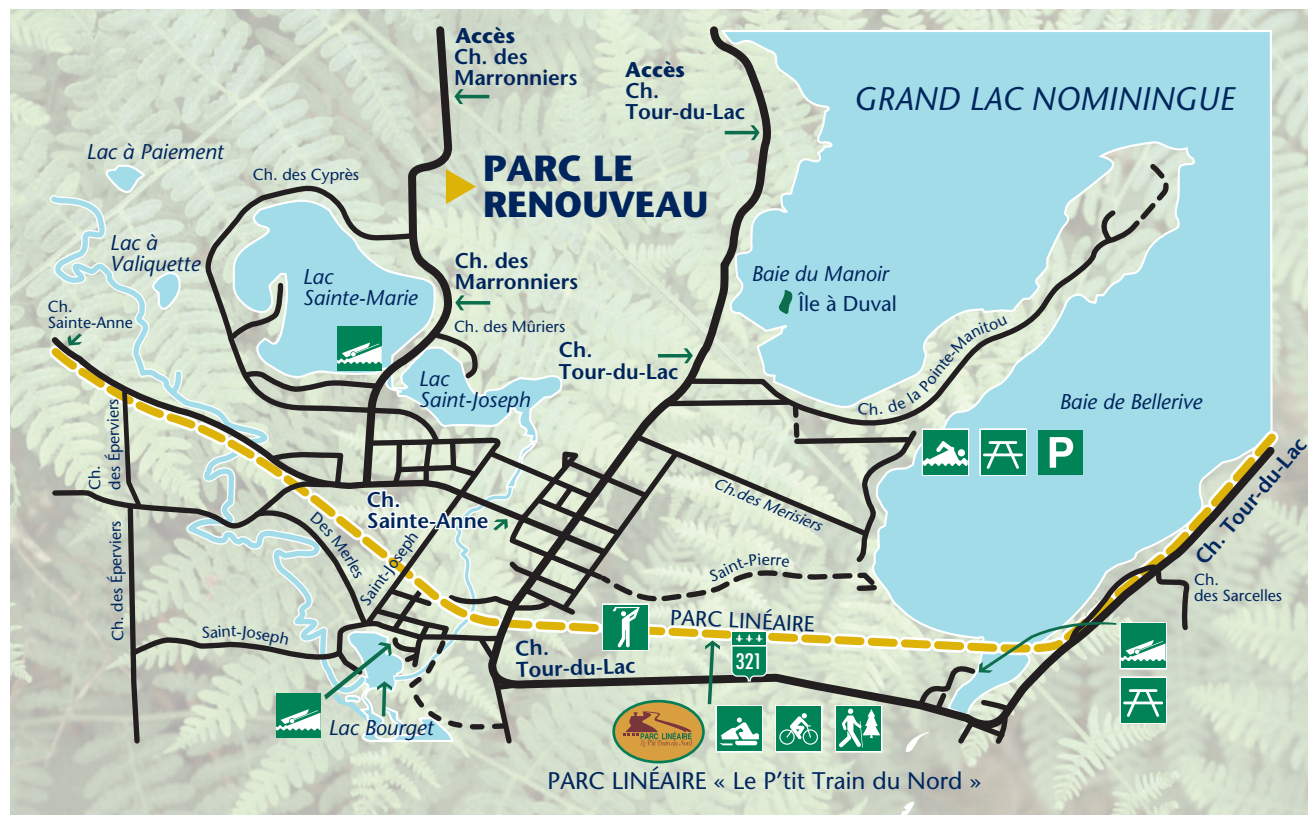 Accès
Ch. des
Marronniers
Accès
Ch.
Tour-du-Lac
GRAND LAC NOMININGUE
Lac à Paiement
Ch. des Cyprès
PARC LE
RENOUVEAU
Lac à
Valiquette
Lac
Sainte-Marie
Ch. des
Marronniers
Baie du Manoir
Île à Duval
Ch.
Sainte-Anne
Ch. des Mûriers
Ch.
Tour-du-Lac
Ch. de la Pointe-Manitou
Lac
Saint-Joseph
Baie de Bellerive
Ch.
des Éperviers
P
Ch. Tour-du-Lac
Ch.des Merisiers
Ch.
Sainte-Anne
Des Merles
Saint-Joseph
Ch. des Éperviers
Saint-Pierre
Ch.
des Sarcelles
Saint-Joseph
PARC LINÉAIRE
Ch.
Tour-du-Lac
321
Lac Bourget
PARC LINÉAIRE
Le P'tit Train du Nord
PARC LINÉAIRE « Le P'tit Train du Nord »